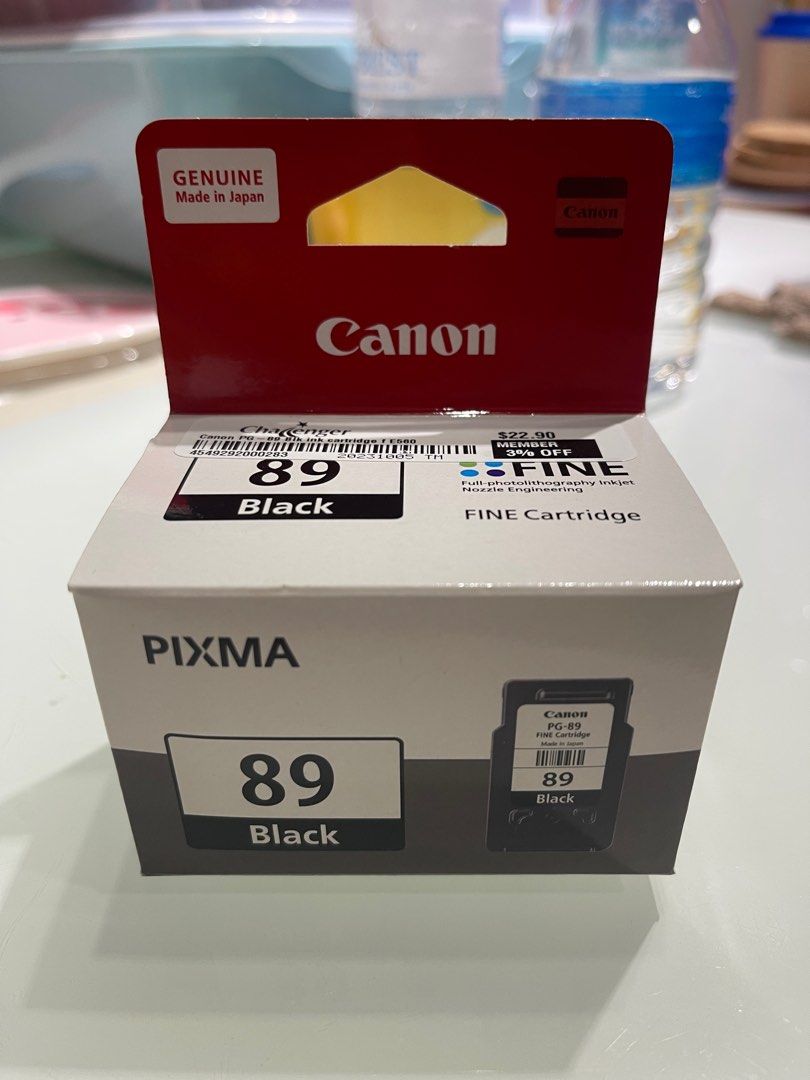 GENUINE
Made in Japan
Canon
Canon
Challenger
Canon PG-89 Blk ink cartridge f E560
$22.90
MEMBER
3% OFF
4549292000283
20231005 TM
89
Black
FINE
Full-photolithography Inkjet
Nozzle Engineering
FINE Cartridge
PIXMA
89
Black
Canon
PG-89
FINE Cartridge
Made in Japan
89
Black